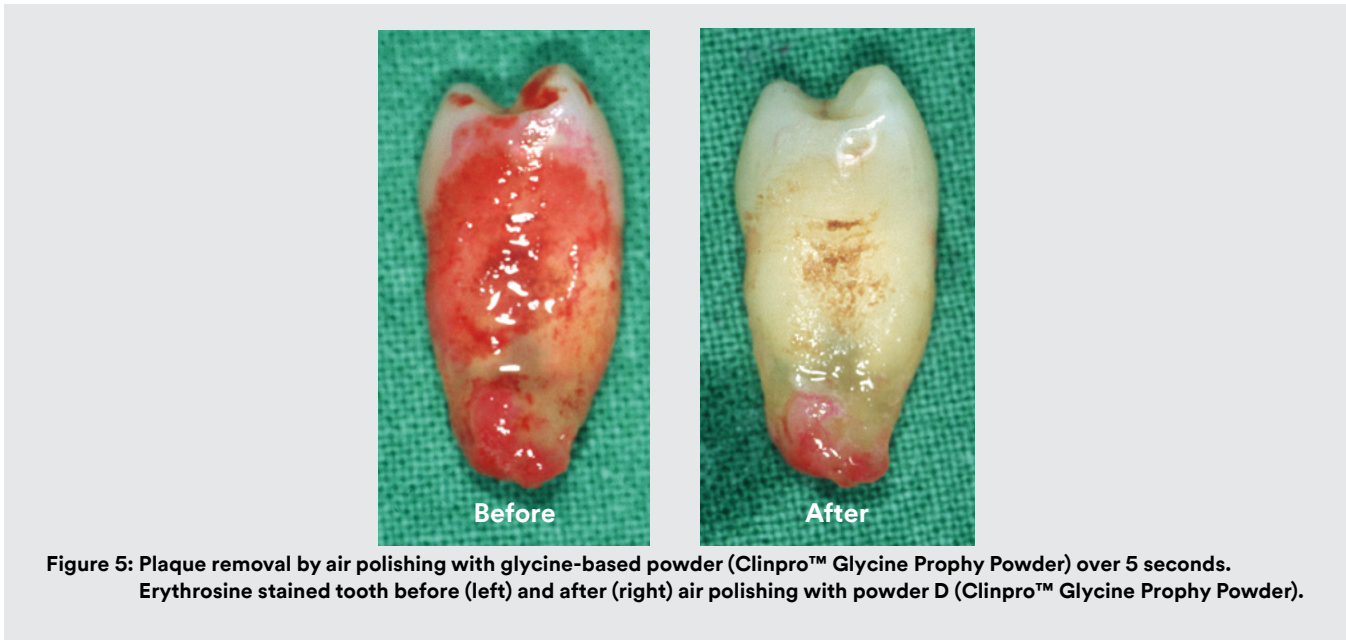 Before
After
Figure 5: Plaque removal by air polishing with glycine-based powder (Clinpro™ Glycine Prophy Powder) over 5 seconds.
Erythrosine stained tooth before (left) and after (right) air polishing with powder D (Clinpro™ Glycine Prophy Powder).